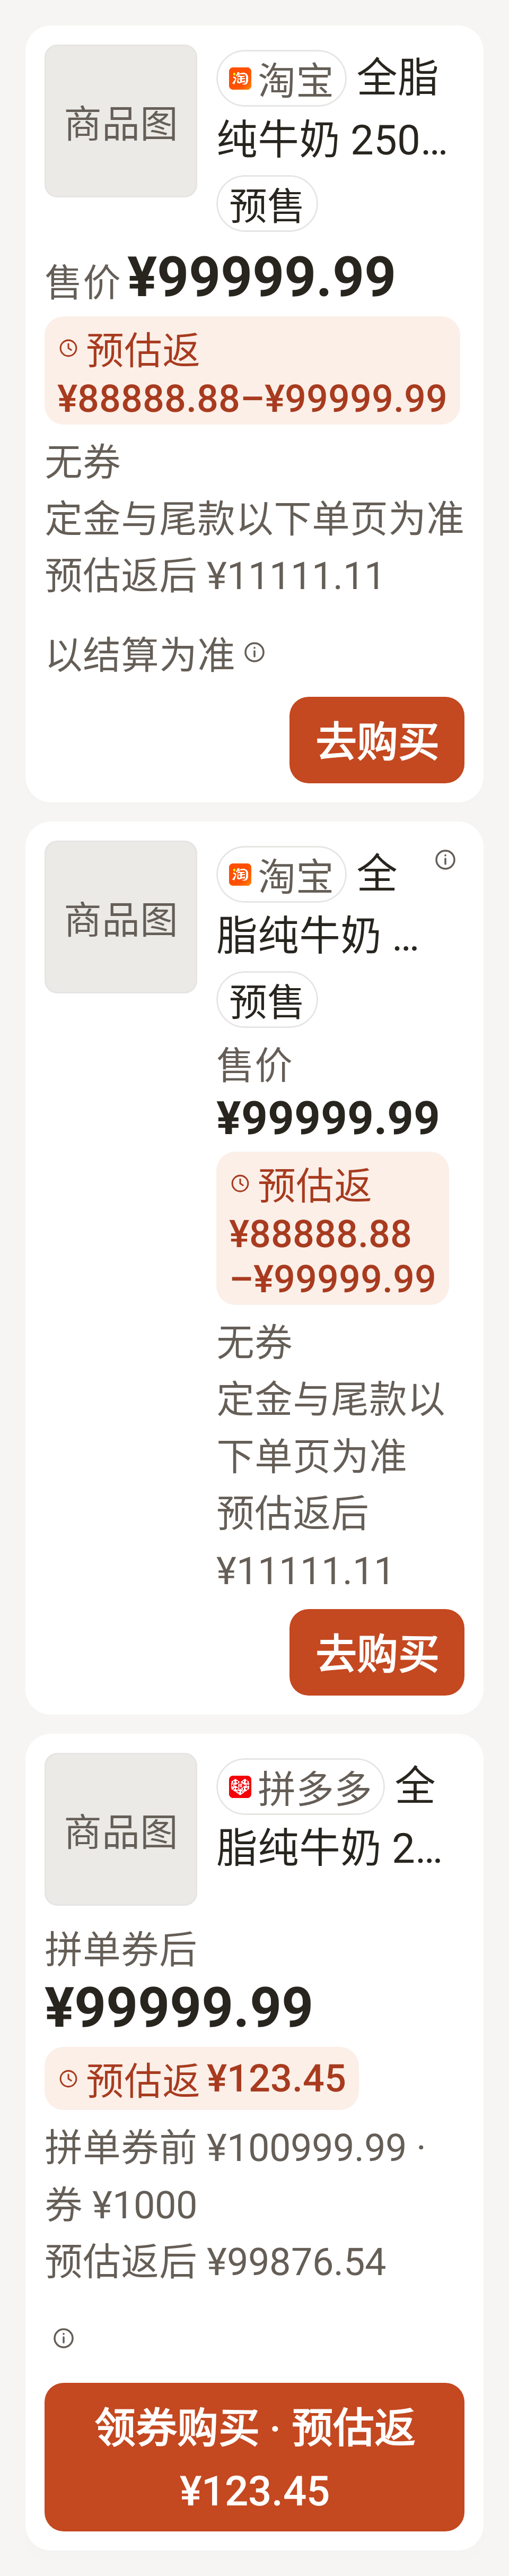 商品图
淘 淘宝 全脂
纯牛奶 250...
预售
售价 ¥99999.99
预估返
¥88888.88–¥99999.99
无券
定金与尾款以下单页为准
预估返后 ¥11111.11
以结算为准
去购买
商品图
淘 淘宝 全
脂纯牛奶 ...
预售
售价
¥99999.99
预估返
¥88888.88
–¥99999.99
无券
定金与尾款以
下单页为准
预估返后
¥11111.11
去购买
商品图
拼多多 全
脂纯牛奶 2...
拼单券后
¥99999.99
预估返 ¥123.45
拼单券前 ¥100999.99 ·
券 ¥1000
预估返后 ¥99876.54
领券购买 · 预估返
¥123.45